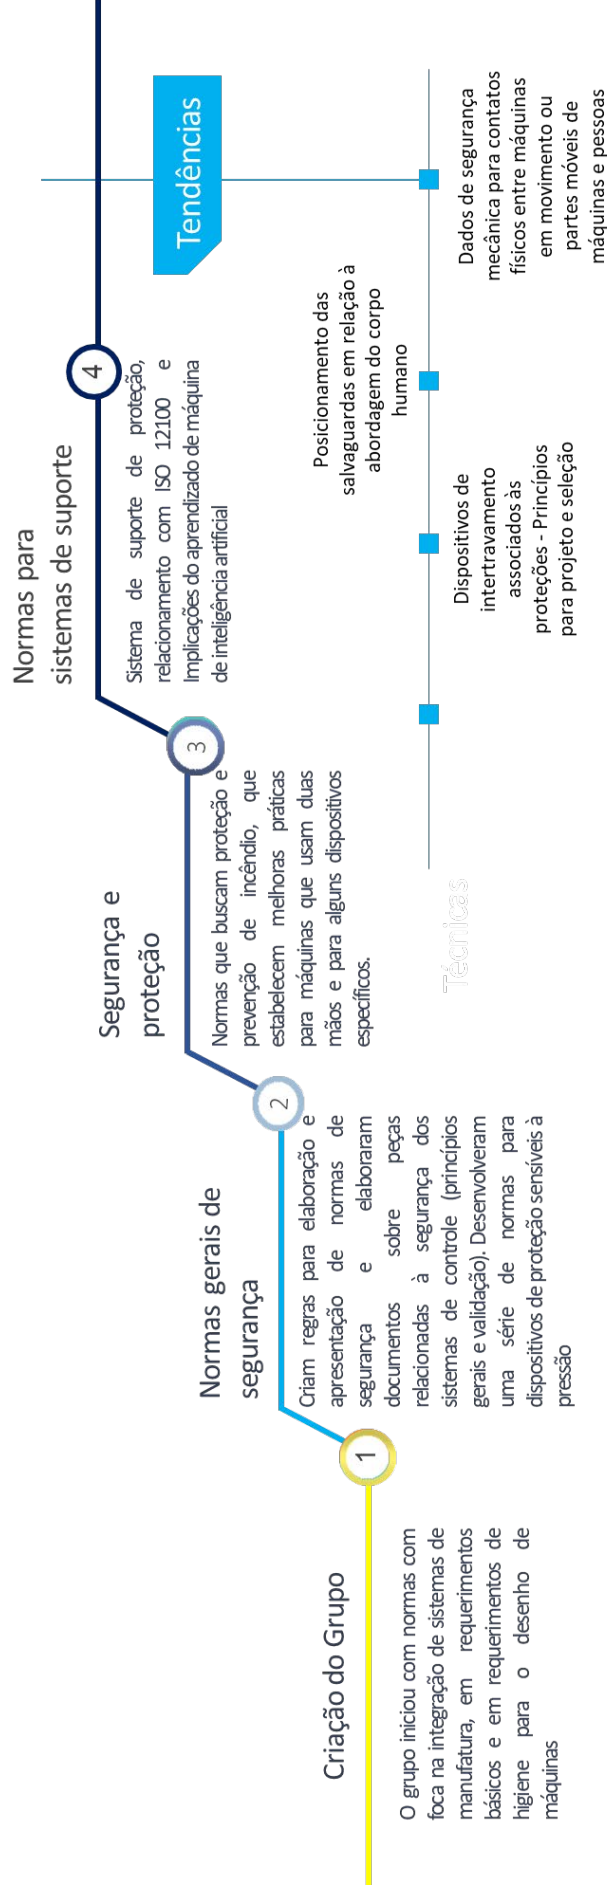 Criação do Grupo
O grupo iniciou com normas com
foca na integração de sistemas de
manufatura, em requerimentos
básicos e em requerimentos de
higiene para o desenho de
máquinas
1
Normas gerais de
segurança
Criam regras para elaboração e
apresentação de normas de
segurança e elaboraram
documentos sobre peças
relacionadas à segurança dos
sistemas de controle (princípios
gerais e validação). Desenvolveram
uma série de normas para
dispositivos de proteção sensíveis à
pressão
2
Segurança e
proteção
Normas que buscam proteção e
prevenção de incêndio, que
estabelecem melhoras práticas
para máquinas que usam duas
mãos e para alguns dispositivos
específicos.
3
Normas para
sistemas de suporte
Sistema de suporte de proteção,
relacionamento com ISO 12100 e
Implicações do aprendizado de máquina
de inteligência artificial
4
Tendências
Técnicas
Dispositivos de
intertravamento
associados às
proteções - Princípios
para projeto e seleção
Posicionamento das
salvaguardas em relação à
abordagem do corpo
humano
Dados de segurança
mecânica para contatos
físicos entre máquinas
em movimento ou
partes móveis de
máquinas e pessoas